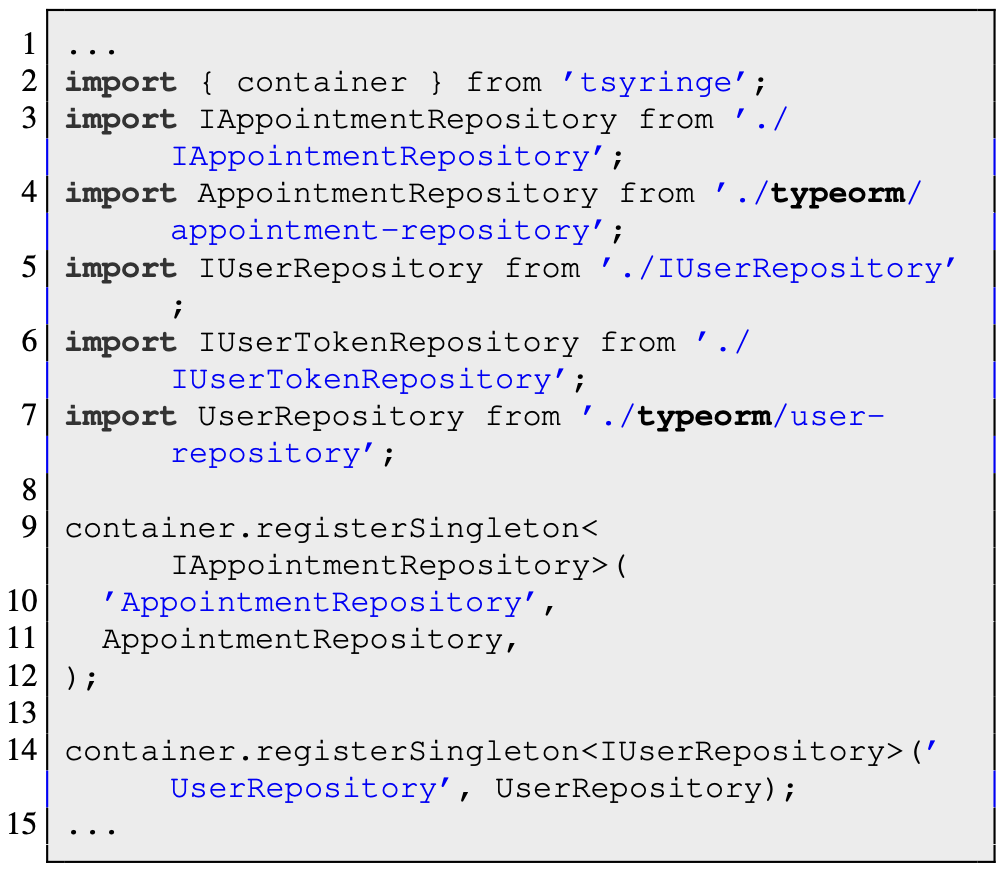 1 ...
2 import { container } from ’tsyringe’;
3 import IAppointmentRepository from ’./
IAppointmentRepository’;
4 import AppointmentRepository from ’./typeorm/
appointment-repository’;
5 import IUserRepository from ’./IUserRepository’
;
6 import IUserTokenRepository from ’./
IUserTokenRepository’;
7 import UserRepository from ’./typeorm/user-
repository’;
8
9 container.registerSingleton<
IAppointmentRepository>(
10 ’AppointmentRepository’,
11 AppointmentRepository,
12 );
13
14 container.registerSingleton<IUserRepository>(’
UserRepository’, UserRepository);
15 ...